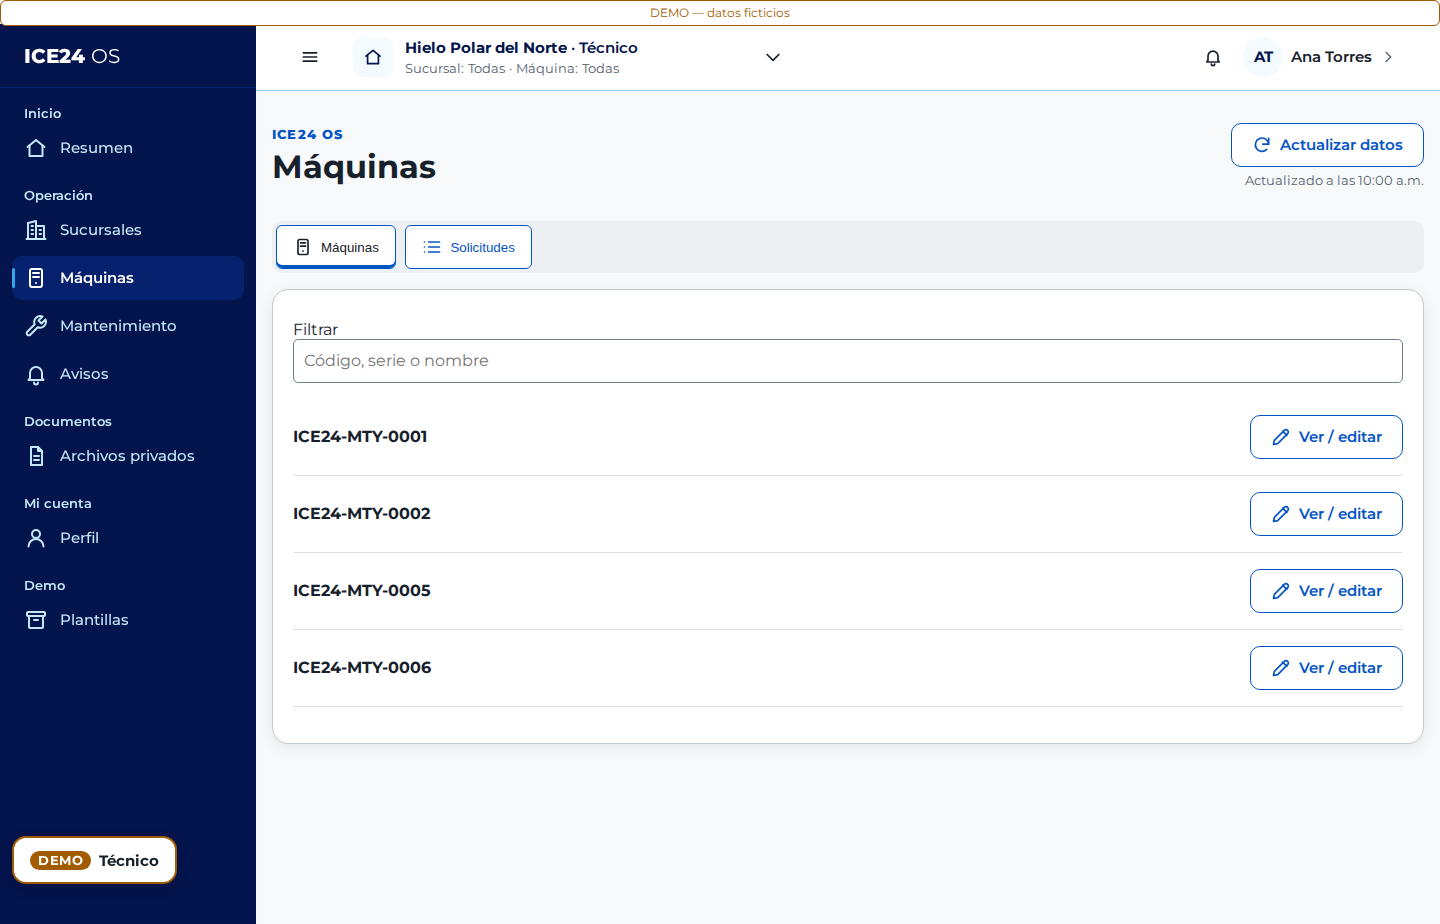 DEMO — datos ficticios
ICE24 OS
Inicio
Resumen
Operación
Sucursales
Máquinas
Mantenimiento
Avisos
Documentos
Archivos privados
Mi cuenta
Perfil
Demo
Plantillas
DEMO Técnico
Hielo Polar del Norte · Técnico
Sucursal: Todas · Máquina: Todas
AT Ana Torres
ICE24 OS
Máquinas
Actualizar datos
Actualizado a las 10:00 a.m.
Máquinas
Solicitudes
Filtrar
Código, serie o nombre
ICE24-MTY-0001
Ver / editar
ICE24-MTY-0002
Ver / editar
ICE24-MTY-0005
Ver / editar
ICE24-MTY-0006
Ver / editar